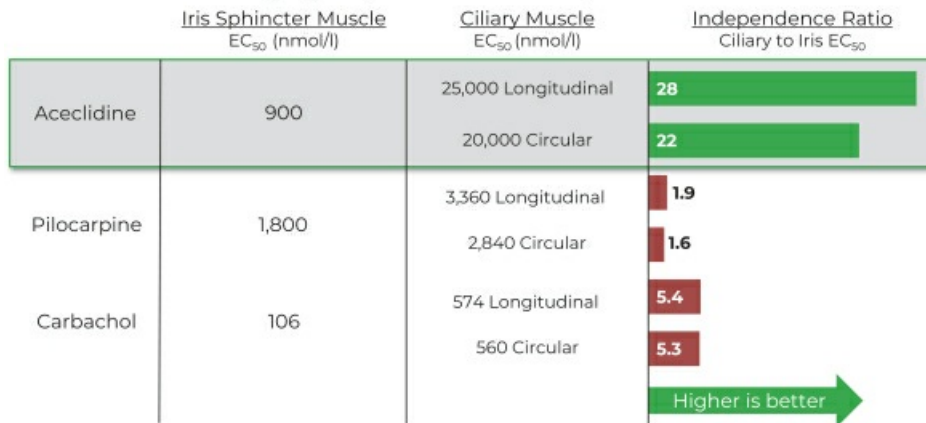 Iris Sphincter Muscle
EC₅₀ (nmol/l)
Ciliary Muscle
EC₅₀ (nmol/l)
Independence Ratio
Ciliary to Iris EC₅₀
Aceclidine
900
25,000 Longitudinal
28
20,000 Circular
22
Pilocarpine
1,800
3,360 Longitudinal
1.9
2,840 Circular
1.6
Carbachol
106
574 Longitudinal
5.4
560 Circular
5.3
Higher is better